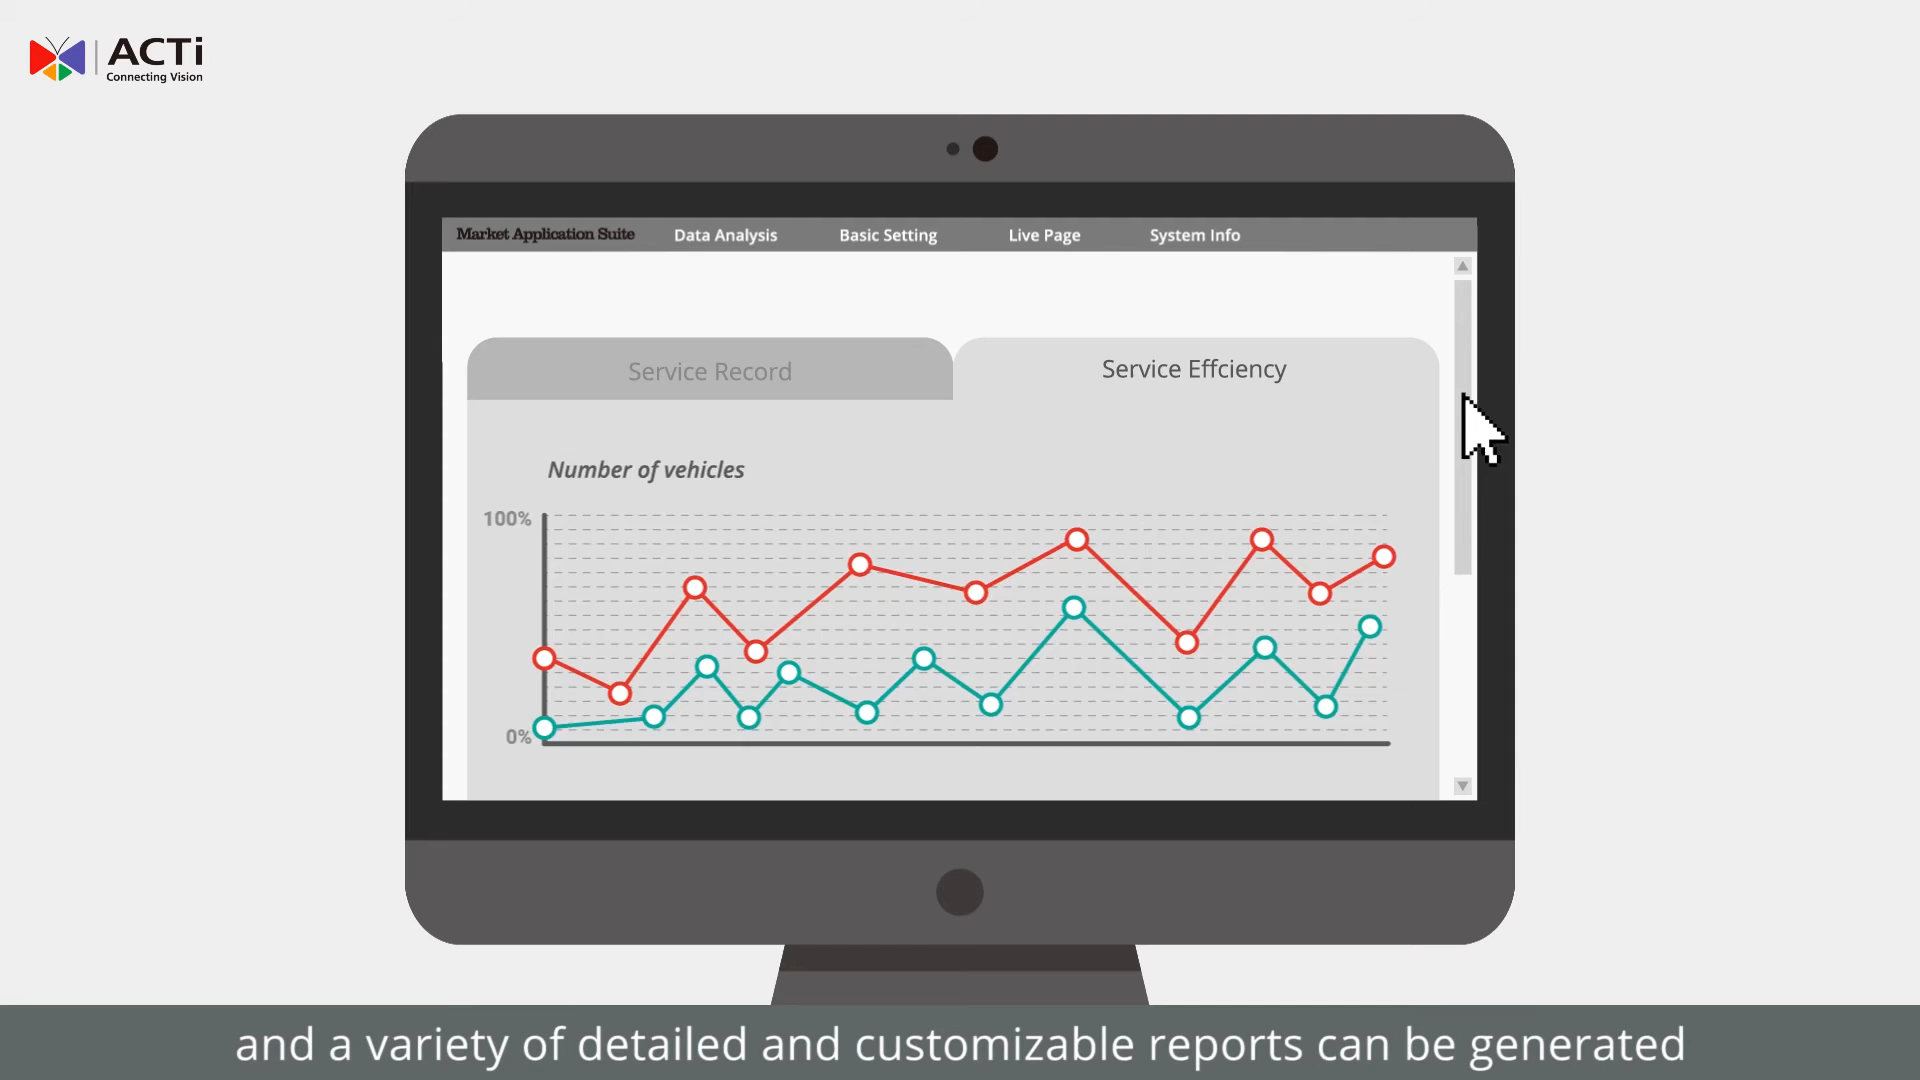 ACTi
Connecting Vision
Market Application Suite Data Analysis Basic Setting Live Page System Info
Service Record Service Effciency
Number of vehicles
100%
0%
and a variety of detailed and customizable reports can be generated